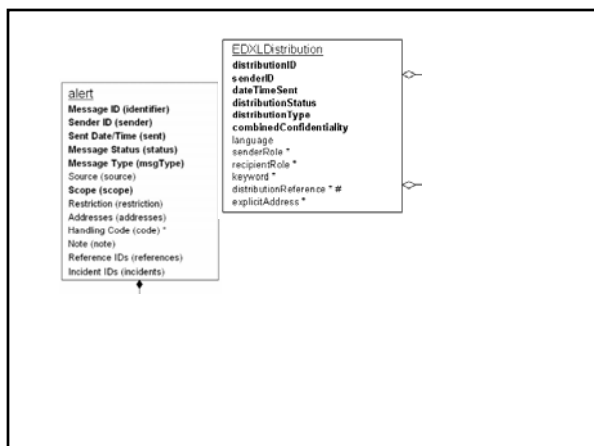 EDXLDistribution
distributionID
senderID
dateTimeSent
distributionStatus
distributionType
combinedConfidentiality
language
senderRole *
recipientRole *
keyword *
distributionReference * #
explicitAddress *
alert
Message ID (identifier)
Sender ID (sender)
Sent Date/Time (sent)
Message Status (status)
Message Type (msgType)
Source (source)
Scope (scope)
Restriction (restriction)
Addresses (addresses)
Handling Code (code) *
Note (note)
Reference IDs (references)
Incident IDs (incidents)